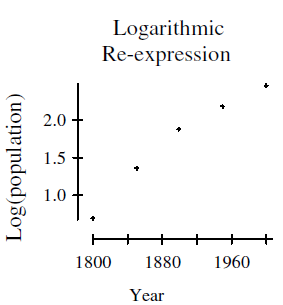 Logarithmic
Re-expression
Log(population)
2.0
1.5
1.0
1800 1880 1960
Year